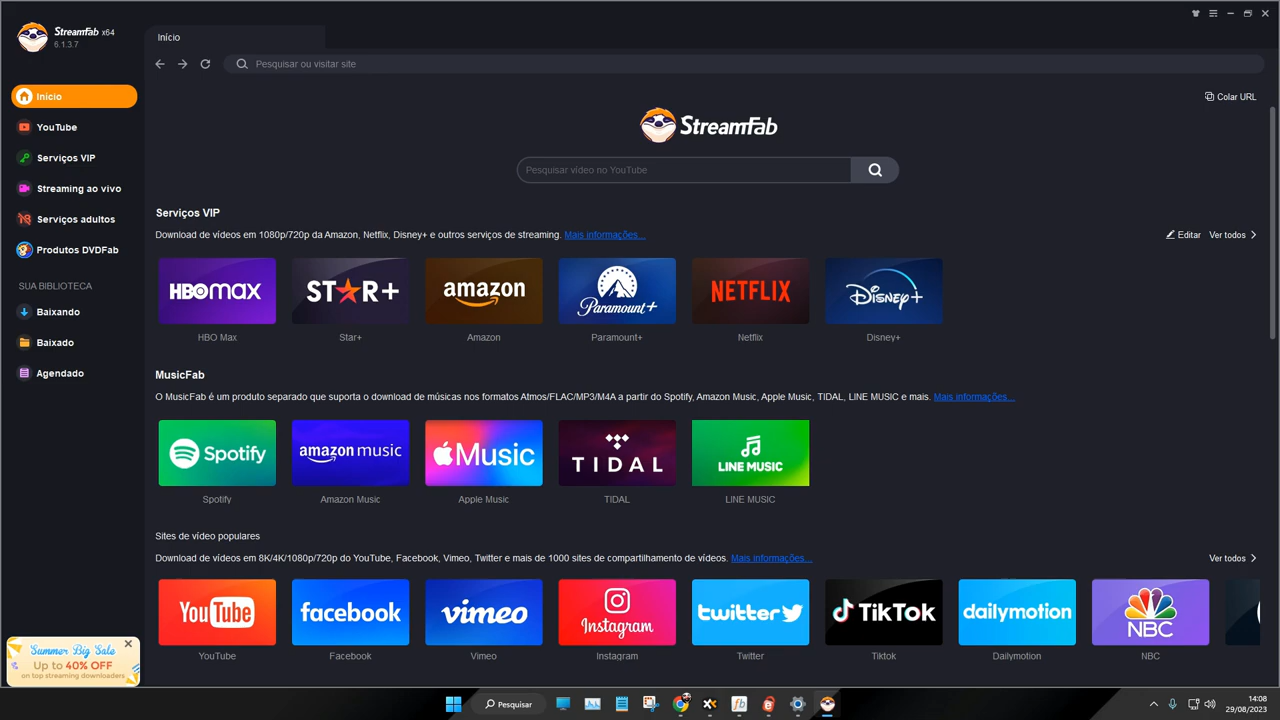 StreamFab x64
6.1.3.7
Início
Pesquisar ou visitar site
Início
YouTube
Serviços VIP
Streaming ao vivo
Serviços adultos
Produtos DVDFab
SUA BIBLIOTECA
Baixando
Baixado
Agendado
Colar URL
StreamFab
Pesquisar vídeo no YouTube
Serviços VIP
Download de vídeos em 1080p/720p da Amazon, Netflix, Disney+ e outros serviços de streaming. Mais informações...
Editar
Ver todos
HBOmax
STAR+
amazon
Paramount+
NETFLIX
Disney+
HBO Max
Star+
Amazon
Paramount+
Netflix
Disney+
MusicFab
O MusicFab é um produto separado que suporta o download de músicas nos formatos Atmos/FLAC/MP3/M4A a partir do Spotify, Amazon Music, Apple Music, TIDAL, LINE MUSIC e mais. Mais informações...
Spotify
amazon music
Music
TIDAL
LINE MUSIC
Spotify
Amazon Music
Apple Music
TIDAL
LINE MUSIC
Sites de vídeo populares
Download de vídeos em 8K/4K/1080p/720p do YouTube, Facebook, Vimeo, Twitter e mais de 1000 sites de compartilhamento de vídeos. Mais informações...
Ver todos
YouTube
facebook
vimeo
Instagram
twitter
TikTok
dailymotion
NBC
YouTube
Facebook
Vimeo
Instagram
Twitter
Tiktok
Dailymotion
NBC
Summer Big Sale
Up to 40% OFF
on top streaming downloaders
Pesquisar
14:08
29/08/2023